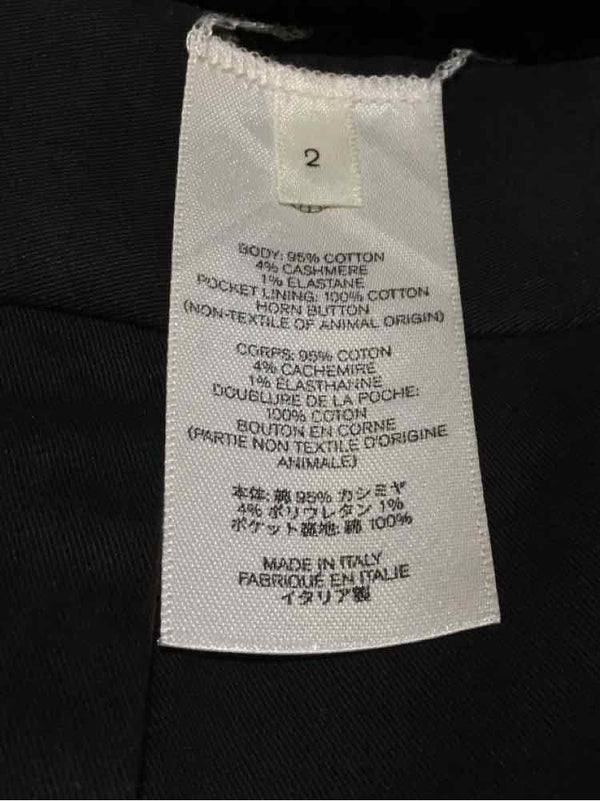 2
BODY: 95% COTTON
4% CASHMERE
1% ELASTANE
POCKET LINING: 100% COTTON
HORN BUTTON
(NON-TEXTILE OF ANIMAL ORIGIN)
CORPS: 95% COTON
4% CACHEMIRE
1% ELASTHANNE
DOUBLURE DE LA POCHE:
100% COTON
BOUTON EN CORNE
(PARTIE NON TEXTILE D'ORIGINE
ANIMALE)
本体: 綿 95% カシミヤ
4% ポリウレタン 1%
ポケット裏地: 綿 100%
MADE IN ITALY
FABRIQUÉ EN ITALIE
イタリア製